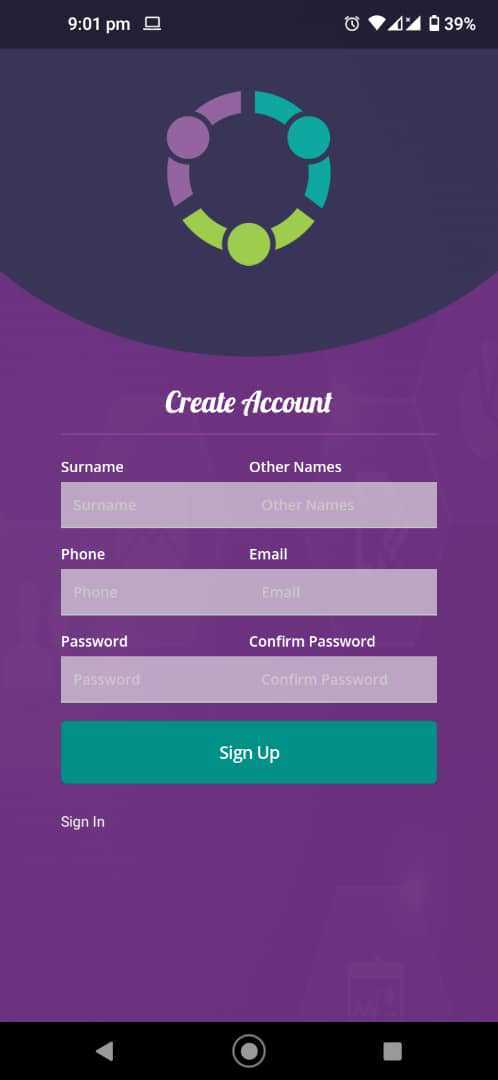 9:01 pm 39%
Create Account
Surname Other Names
Surname Other Names
Phone Email
Phone Email
Password Confirm Password
Password Confirm Password
Sign Up
Sign In